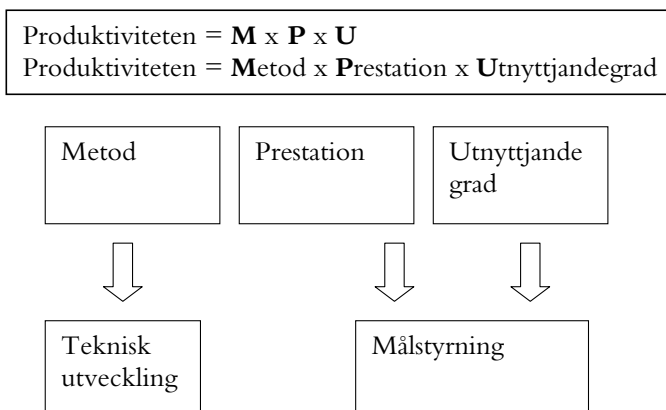 Produktiviteten = M x P x U
Produktiviteten = Metod x Prestation x Utnyttjandegrad
Metod
Prestation
Utnyttjande
grad
Teknisk
utveckling
Målstyrning